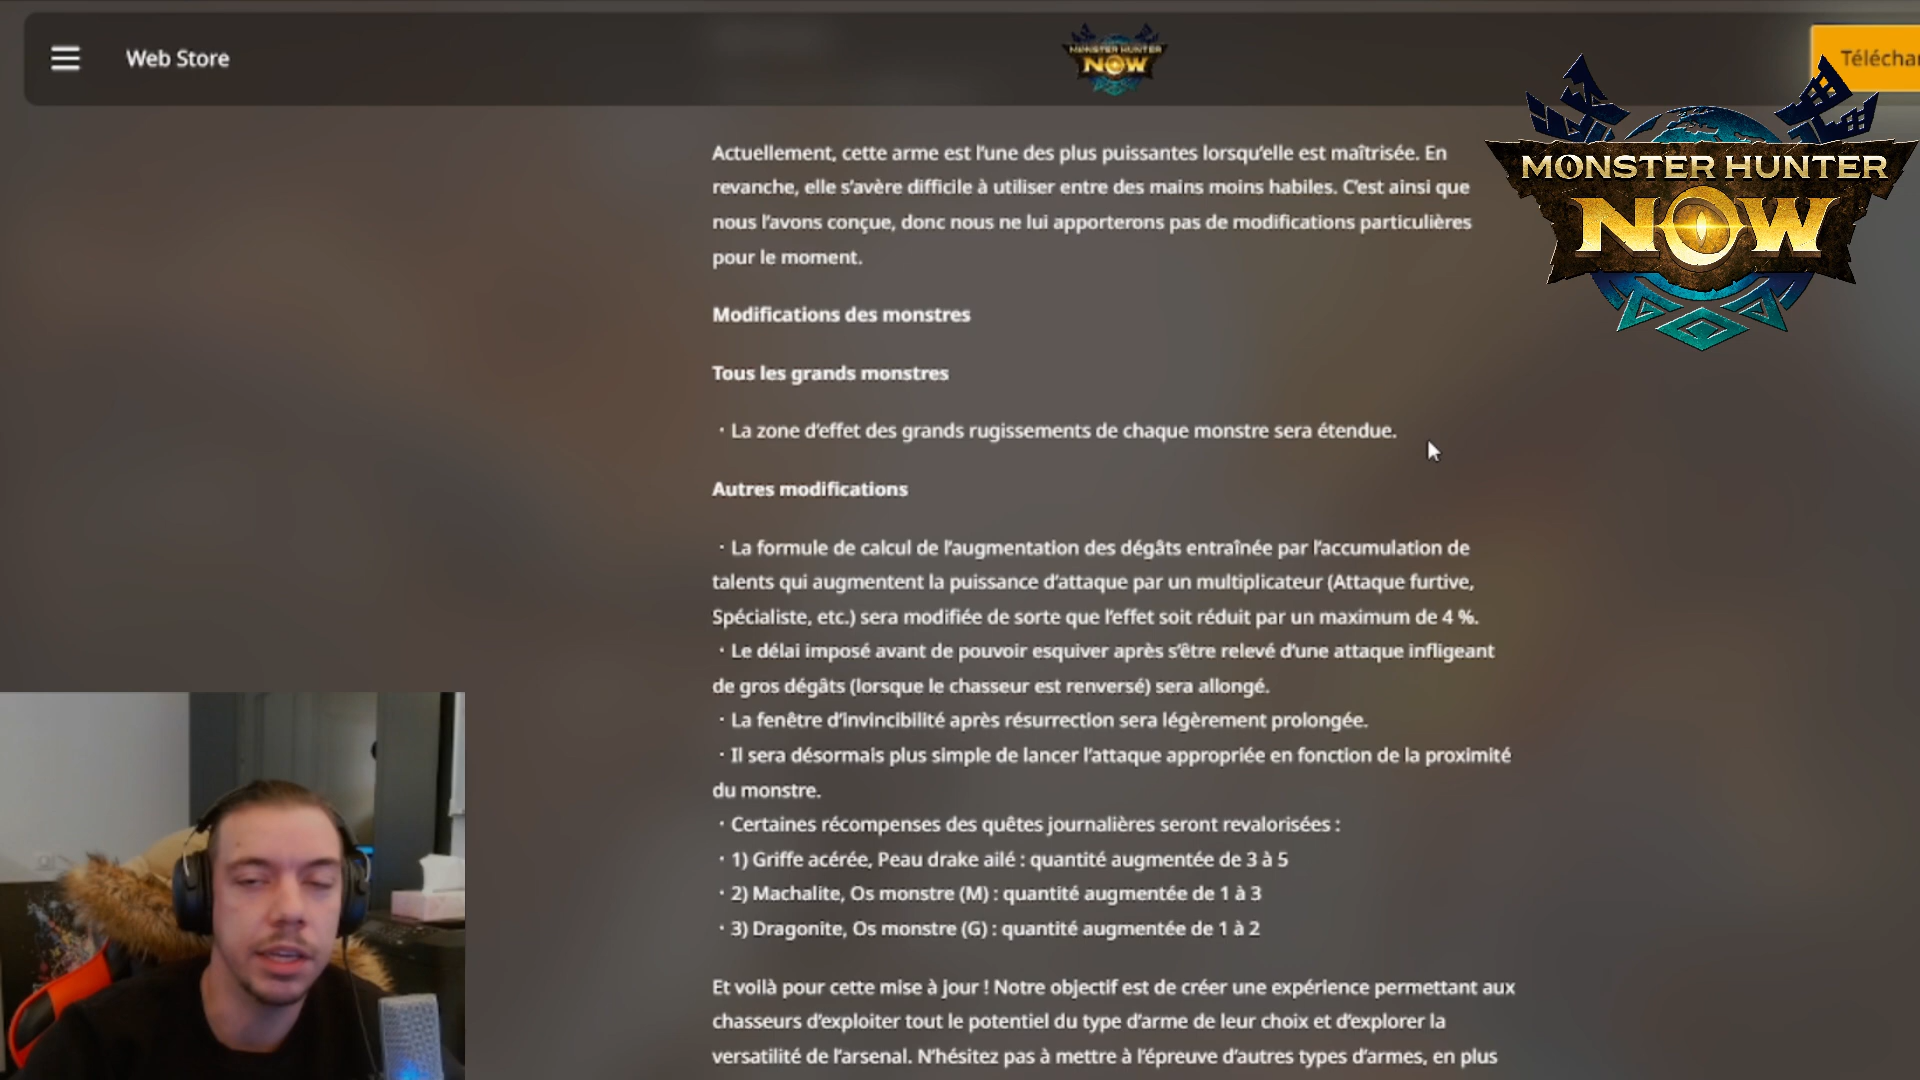 Web Store
MONSTER HUNTER
NOW
MONSTER HUNTER
NOW
Actuellement, cette arme est l'une des plus puissantes lorsqu'elle est maîtrisée. En
revanche, elle s'avère difficile à utiliser entre des mains moins habiles. C'est ainsi que
nous l'avons conçue, donc nous ne lui apporterons pas de modifications particulières
pour le moment.
Modifications des monstres
Tous les grands monstres
・La zone d'effet des grands rugissements de chaque monstre sera étendue.
Autres modifications
・La formule de calcul de l'augmentation des dégâts entraînée par l'accumulation de
talents qui augmentent la puissance d'attaque par un multiplicateur (Attaque furtive,
Spécialiste, etc.) sera modifiée de sorte que l'effet soit réduit par un maximum de 4 %.
・Le délai imposé avant de pouvoir esquiver après s'être relevé d'une attaque infligeant
de gros dégâts (lorsque le chasseur est renversé) sera allongé.
・La fenêtre d'invincibilité après résurrection sera légèrement prolongée.
・Il sera désormais plus simple de lancer l'attaque appropriée en fonction de la proximité
du monstre.
・Certaines récompenses des quêtes journalières seront revalorisées :
・1) Griffe acérée, Peau drake ailé : quantité augmentée de 3 à 5
・2) Machalite, Os monstre (M) : quantité augmentée de 1 à 3
・3) Dragonite, Os monstre (G) : quantité augmentée de 1 à 2
Et voilà pour cette mise à jour ! Notre objectif est de créer une expérience permettant aux
chasseurs d'exploiter tout le potentiel du type d'arme de leur choix et d'explorer la
versatilité de l'arsenal. N'hésitez pas à mettre à l'épreuve d'autres types d'armes, en plus